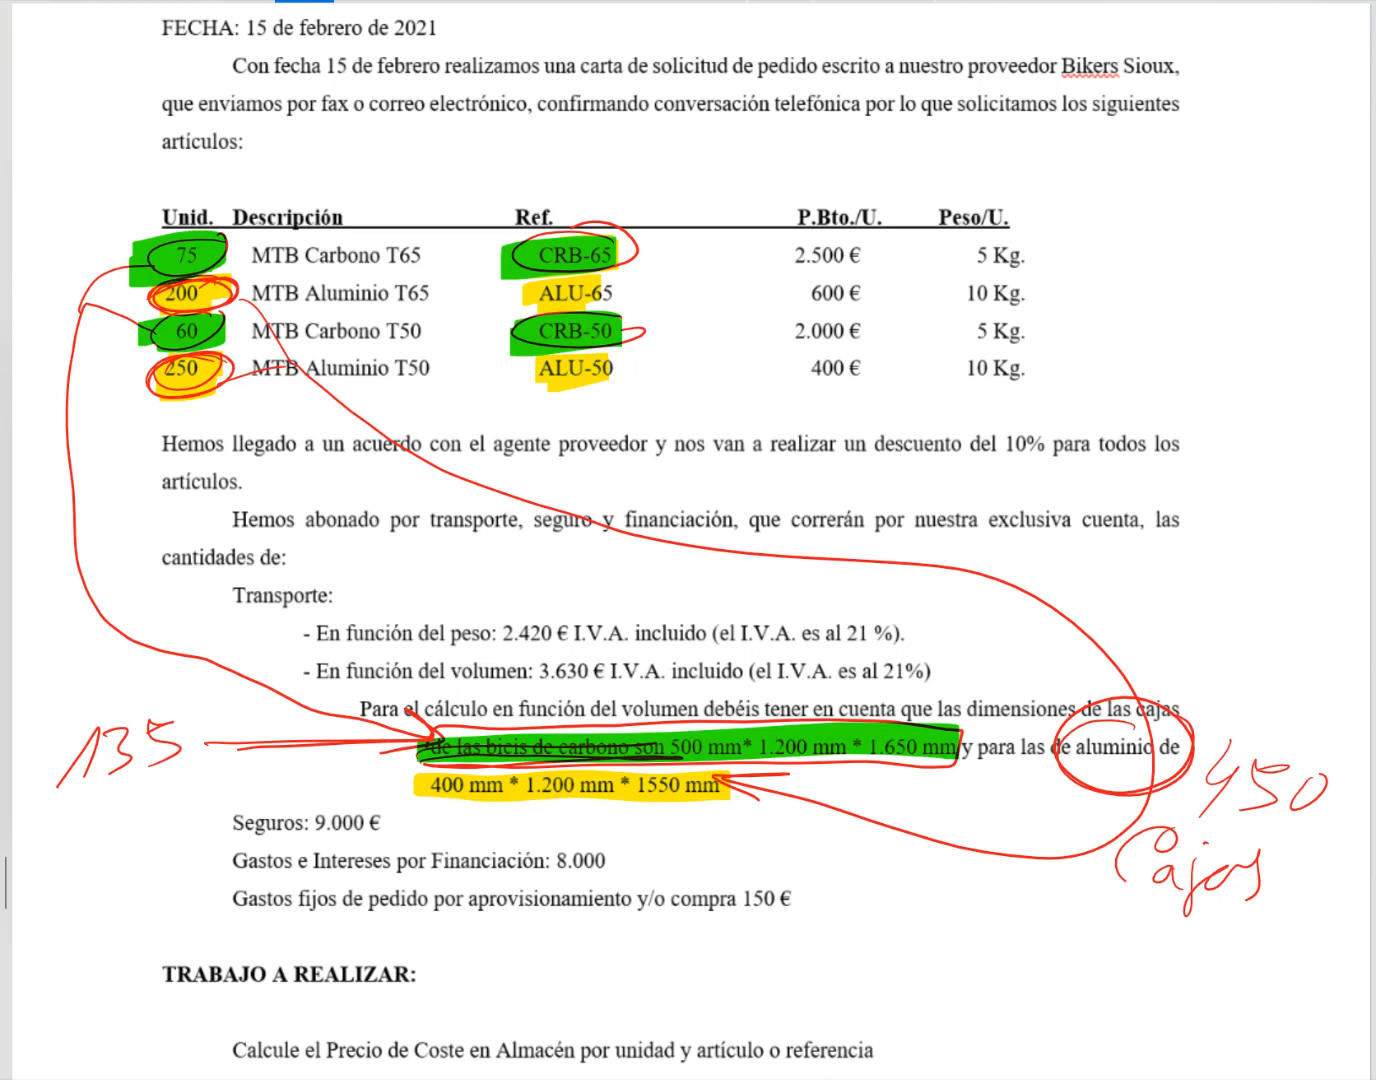 FECHA: 15 de febrero de 2021
Con fecha 15 de febrero realizamos una carta de solicitud de pedido escrito a nuestro proveedor Bikers Sioux,
que enviamos por fax o correo electrónico, confirmando conversación telefónica por lo que solicitamos los siguientes
artículos:
Unid. Descripción Ref. P.Bto./U. Peso/U.
75 MTB Carbono T65 CRB-65 2.500 € 5 Kg.
200 MTB Aluminio T65 ALU-65 600 € 10 Kg.
60 MTB Carbono T50 CRB-50 2.000 € 5 Kg.
250 MTB Aluminio T50 ALU-50 400 € 10 Kg.
Hemos llegado a un acuerdo con el agente proveedor y nos van a realizar un descuento del 10% para todos los
artículos.
Hemos abonado por transporte, seguro y financiación, que correrán por nuestra exclusiva cuenta, las
cantidades de:
Transporte:
- En función del peso: 2.420 € I.V.A. incluido (el I.V.A. es al 21 %).
- En función del volumen: 3.630 € I.V.A. incluido (el I.V.A. es al 21%)
Para el cálculo en función del volumen debéis tener en cuenta que las dimensiones de las cajas
135 de las bicis de carbono son 500 mm* 1.200 mm * 1.650 mm y para las de aluminio de
400 mm * 1.200 mm * 1550 mm 450
Seguros: 9.000 €
Cajas
Gastos e Intereses por Financiación: 8.000
Gastos fijos de pedido por aprovisionamiento y/o compra 150 €
TRABAJO A REALIZAR:
Calcule el Precio de Coste en Almacén por unidad y artículo o referencia